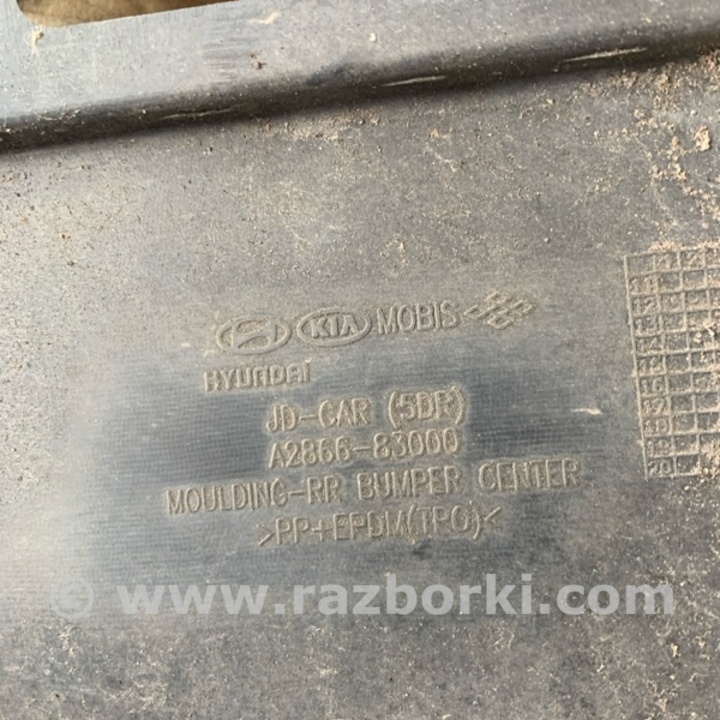 KIA MOBIS
HYUNDAI
JD-CAR (5DR)
A2866-83000
MOULDING-RR BUMPER CENTER
>PP+EPDM(TPO)<
© www.razborki.com